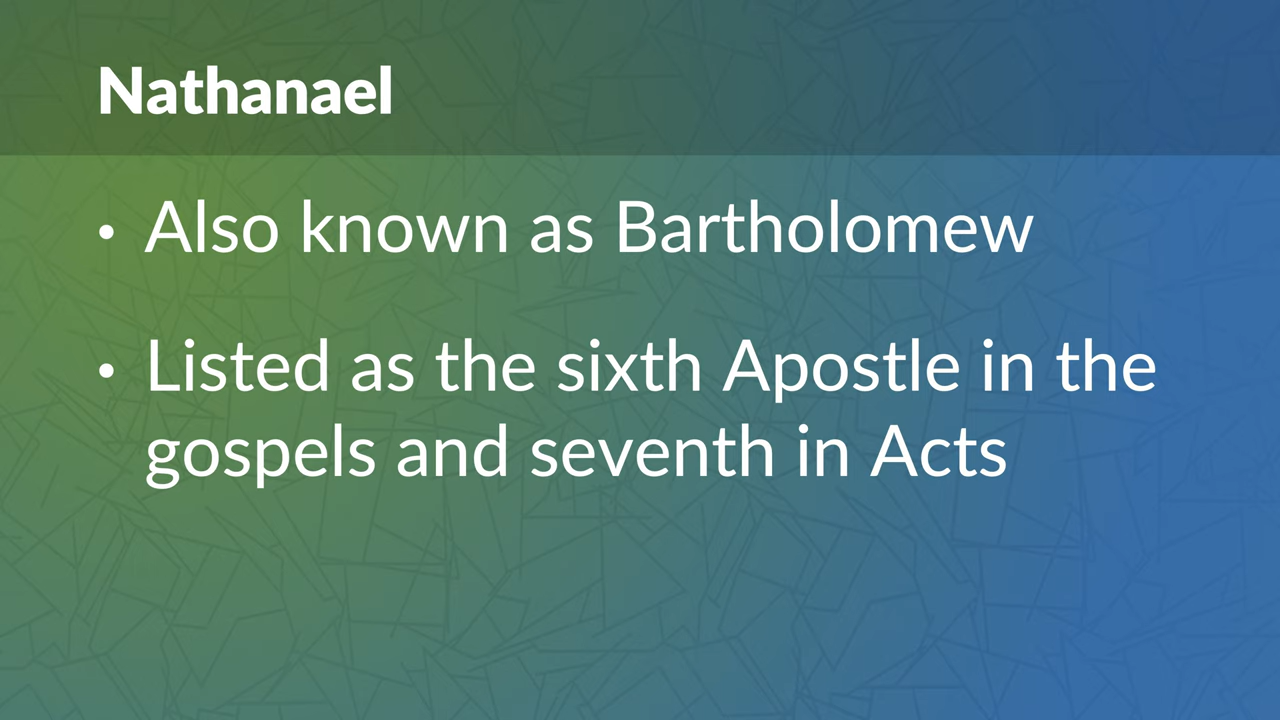 Nathanael
• Also known as Bartholomew
• Listed as the sixth Apostle in the
gospels and seventh in Acts